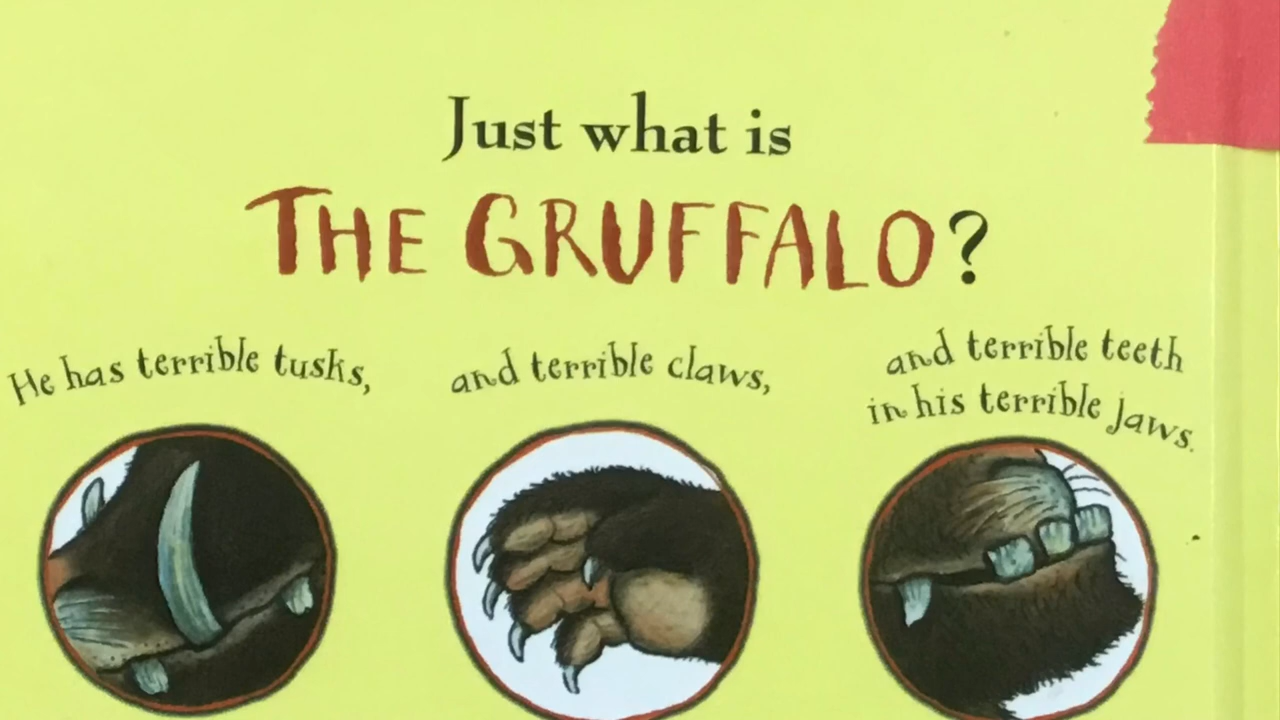 Just what is
THE GRUFFALO?
He has terrible tusks,
and terrible claws,
and terrible teeth
in his terrible jaws.